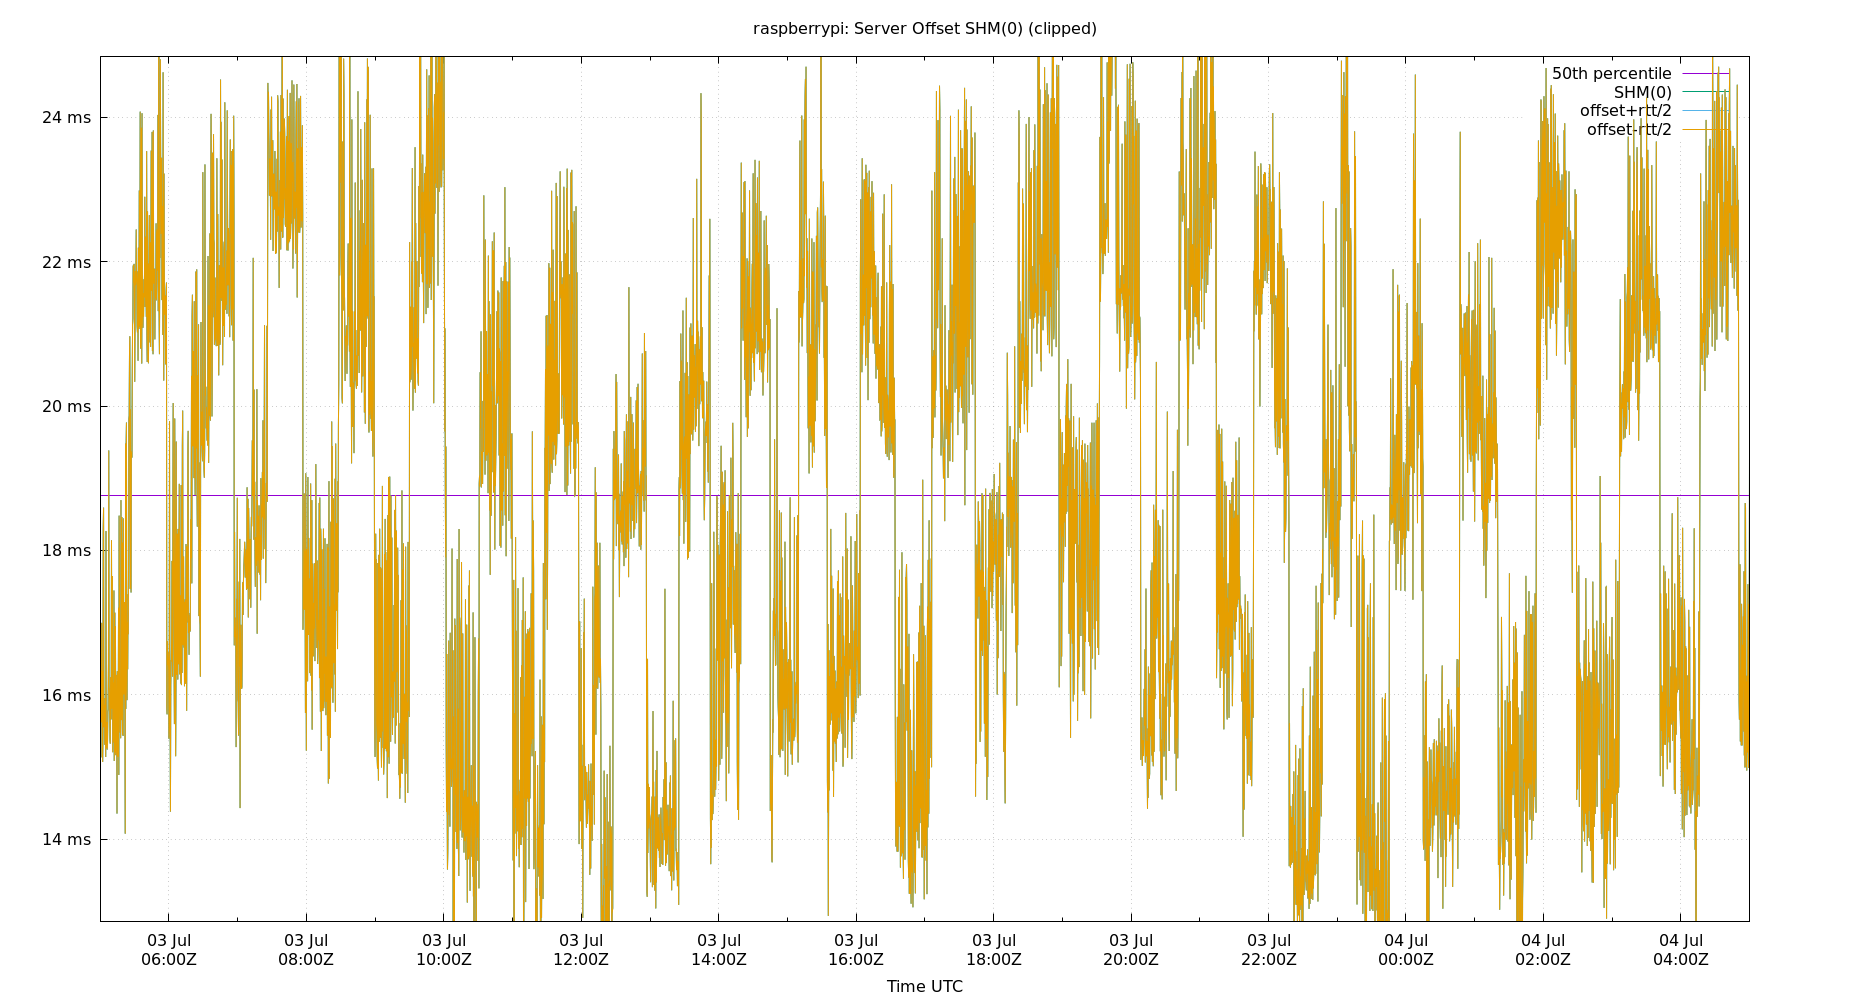 raspberrypi: Server Offset SHM(0) (clipped)
50th percentile
SHM(0)
offset+rtt/2
offset-rtt/2
24 ms
22 ms
20 ms
18 ms
16 ms
14 ms
03 Jul 03 Jul 03 Jul 03 Jul 03 Jul 03 Jul 03 Jul 03 Jul 03 Jul 04 Jul 04 Jul 04 Jul
06:00Z 08:00Z 10:00Z 12:00Z 14:00Z 16:00Z 18:00Z 20:00Z 22:00Z 00:00Z 02:00Z 04:00Z
Time UTC